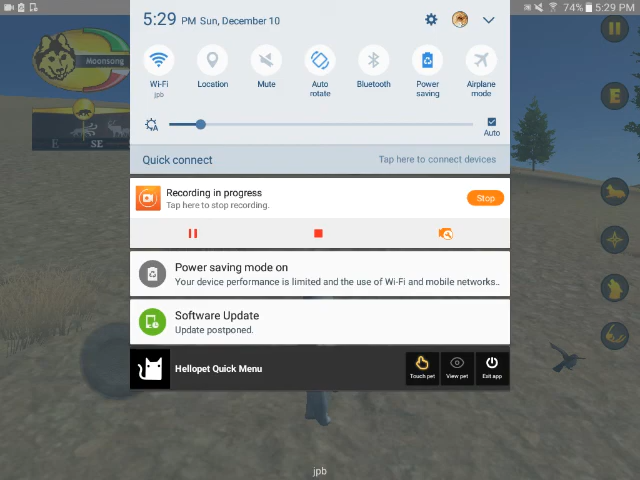 5:29 PM Sun, December 10
74% 5:29 PM
Moonsong
E SE
E
Wi-Fi
jpb
Location
Mute
Auto
rotate
Bluetooth
Power
saving
Airplane
mode
A
Auto
Quick connect
Tap here to connect devices
Recording in progress
Tap here to stop recording.
Stop
Power saving mode on
Your device performance is limited and the use of Wi-Fi and mobile networks..
Software Update
Update postponed.
Hellopet Quick Menu
Touch pet
View pet
Exit app
jpb